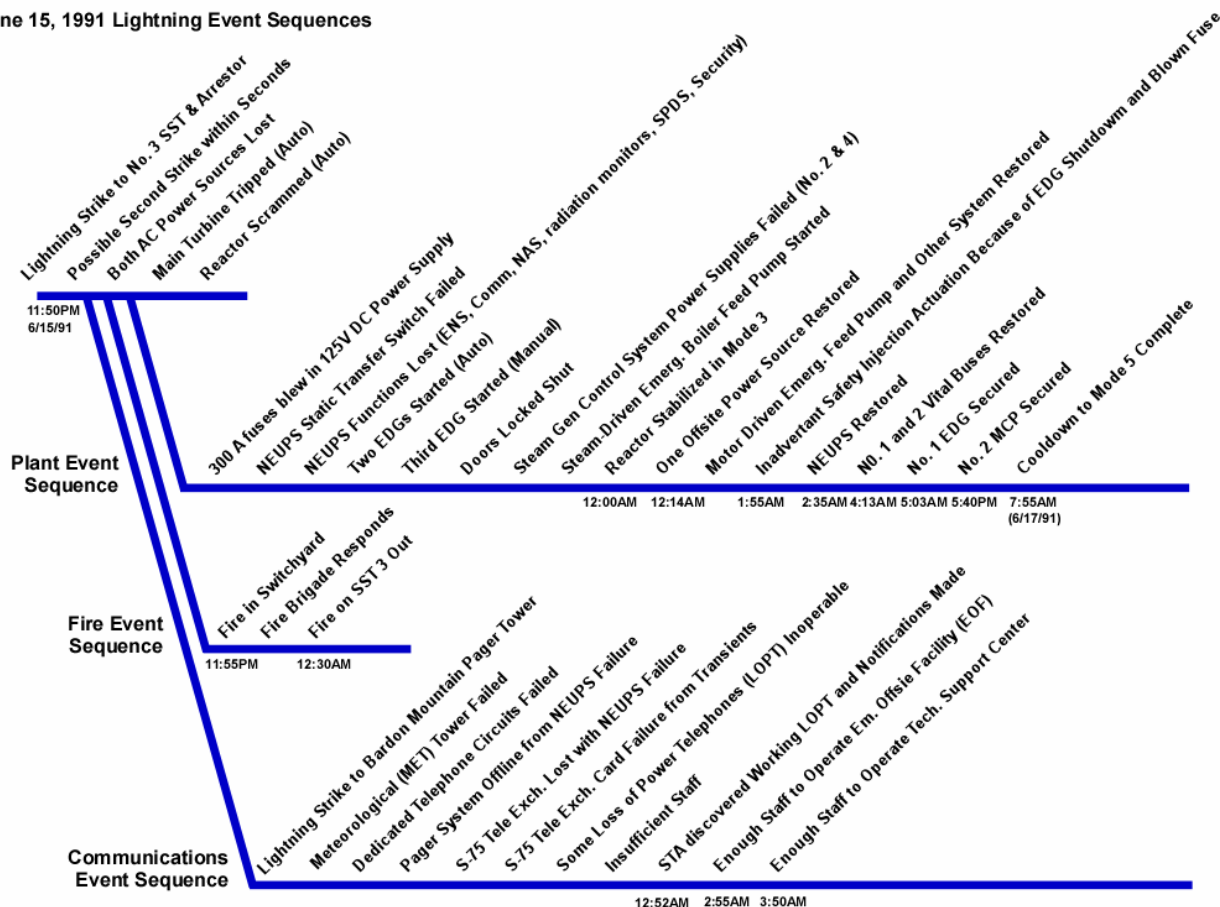 ne 15, 1991 Lightning Event Sequences
Lightning Strike to No. 3 SST & Arrestor
Possible Second Strike within Seconds
Both AC Power Sources Lost
Main Turbine Tripped (Auto)
Reactor Scrammed (Auto)
11:50PM
6/15/91
Plant Event
Sequence
300 A fuses blew in 125V DC Power Supply
NEUPS Static Transfer Switch Failed
NEUPS Functions Lost (ENS, Comm, NAS, radiation monitors, SPDS, Security)
Two EDGs Started (Auto)
Third EDG Started (Manual)
Doors Locked Shut
Steam Gen Control System Power Supplies Failed (No. 2 & 4)
Steam-Driven Emerg. Boiler Feed Pump Started
Reactor Stabilized in Mode 3
One Offsite Power Source Restored
Motor Driven Emerg. Feed Pump and Other System Restored
Inadvertant Safety Injection Actuation Because of EDG Shutdowm and Blown Fuse
NEUPS Restored
N0. 1 and 2 Vital Buses Restored
No. 1 EDG Secured
No. 2 MCP Secured
Cooldown to Mode 5 Complete
12:00AM 12:14AM 1:55AM 2:35AM 4:13AM 5:03AM 5:40PM 7:55AM
(6/17/91)
Fire Event
Sequence
Fire in Switchyard
Fire Brigade Responds
Fire on SST 3 Out
11:55PM 12:30AM
Communications
Event Sequence
Lightning Strike to Bardon Mountain Pager Tower
Meteorological (MET) Tower Failed
Dedicated Telephone Circuits Failed
Pager System Offline from NEUPS Failure
S-75 Tele Exch. Lost with NEUPS Failure
S-75 Tele Exch. Card Failure from Transients
Some Loss of Power Telephones (LOPT) Inoperable
Insufficient Staff
STA discovered Working LOPT and Notifications Made
Enough Staff to Operate Em. Offsie Facility (EOF)
Enough Staff to Operate Tech. Support Center
12:52AM 2:55AM 3:50AM